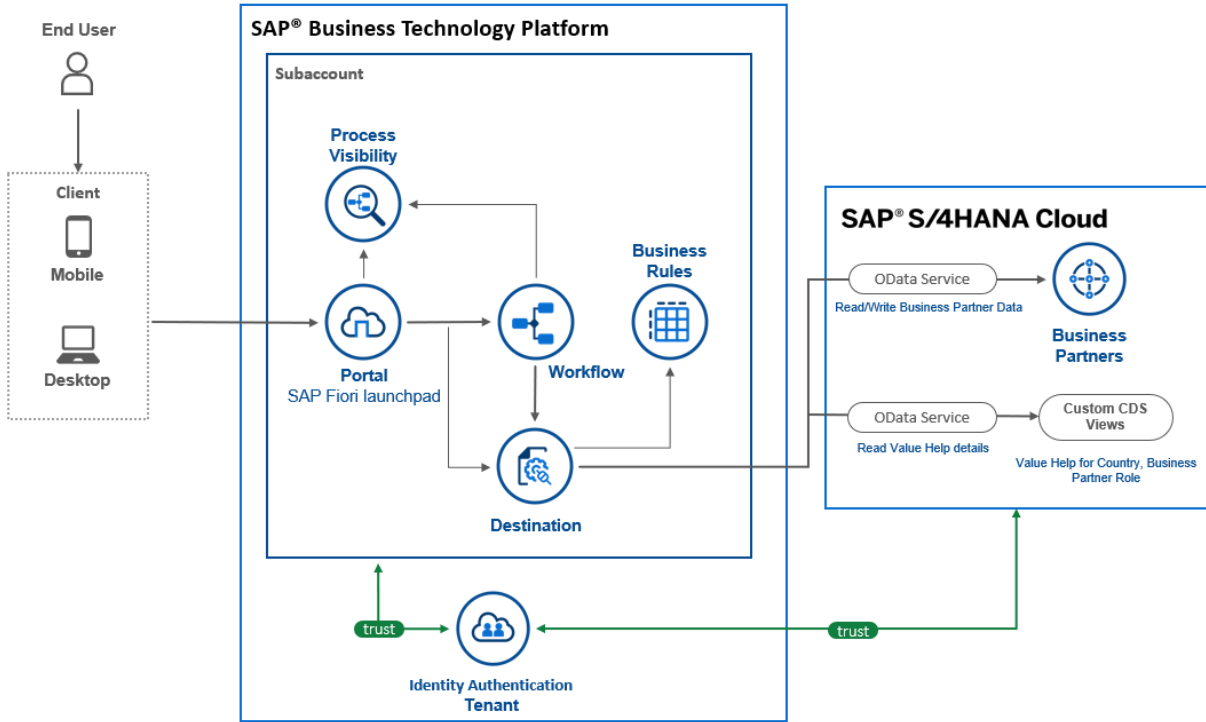 End User
Client
Mobile
Desktop
SAP® Business Technology Platform
Subaccount
Process
Visibility
Portal
SAP Fiori launchpad
Workflow
Business
Rules
Destination
trust
Identity Authentication
Tenant
trust
SAP® S/4HANA Cloud
OData Service
Read/Write Business Partner Data
Business
Partners
OData Service
Read Value Help details
Custom CDS
Views
Value Help for Country, Business
Partner Role